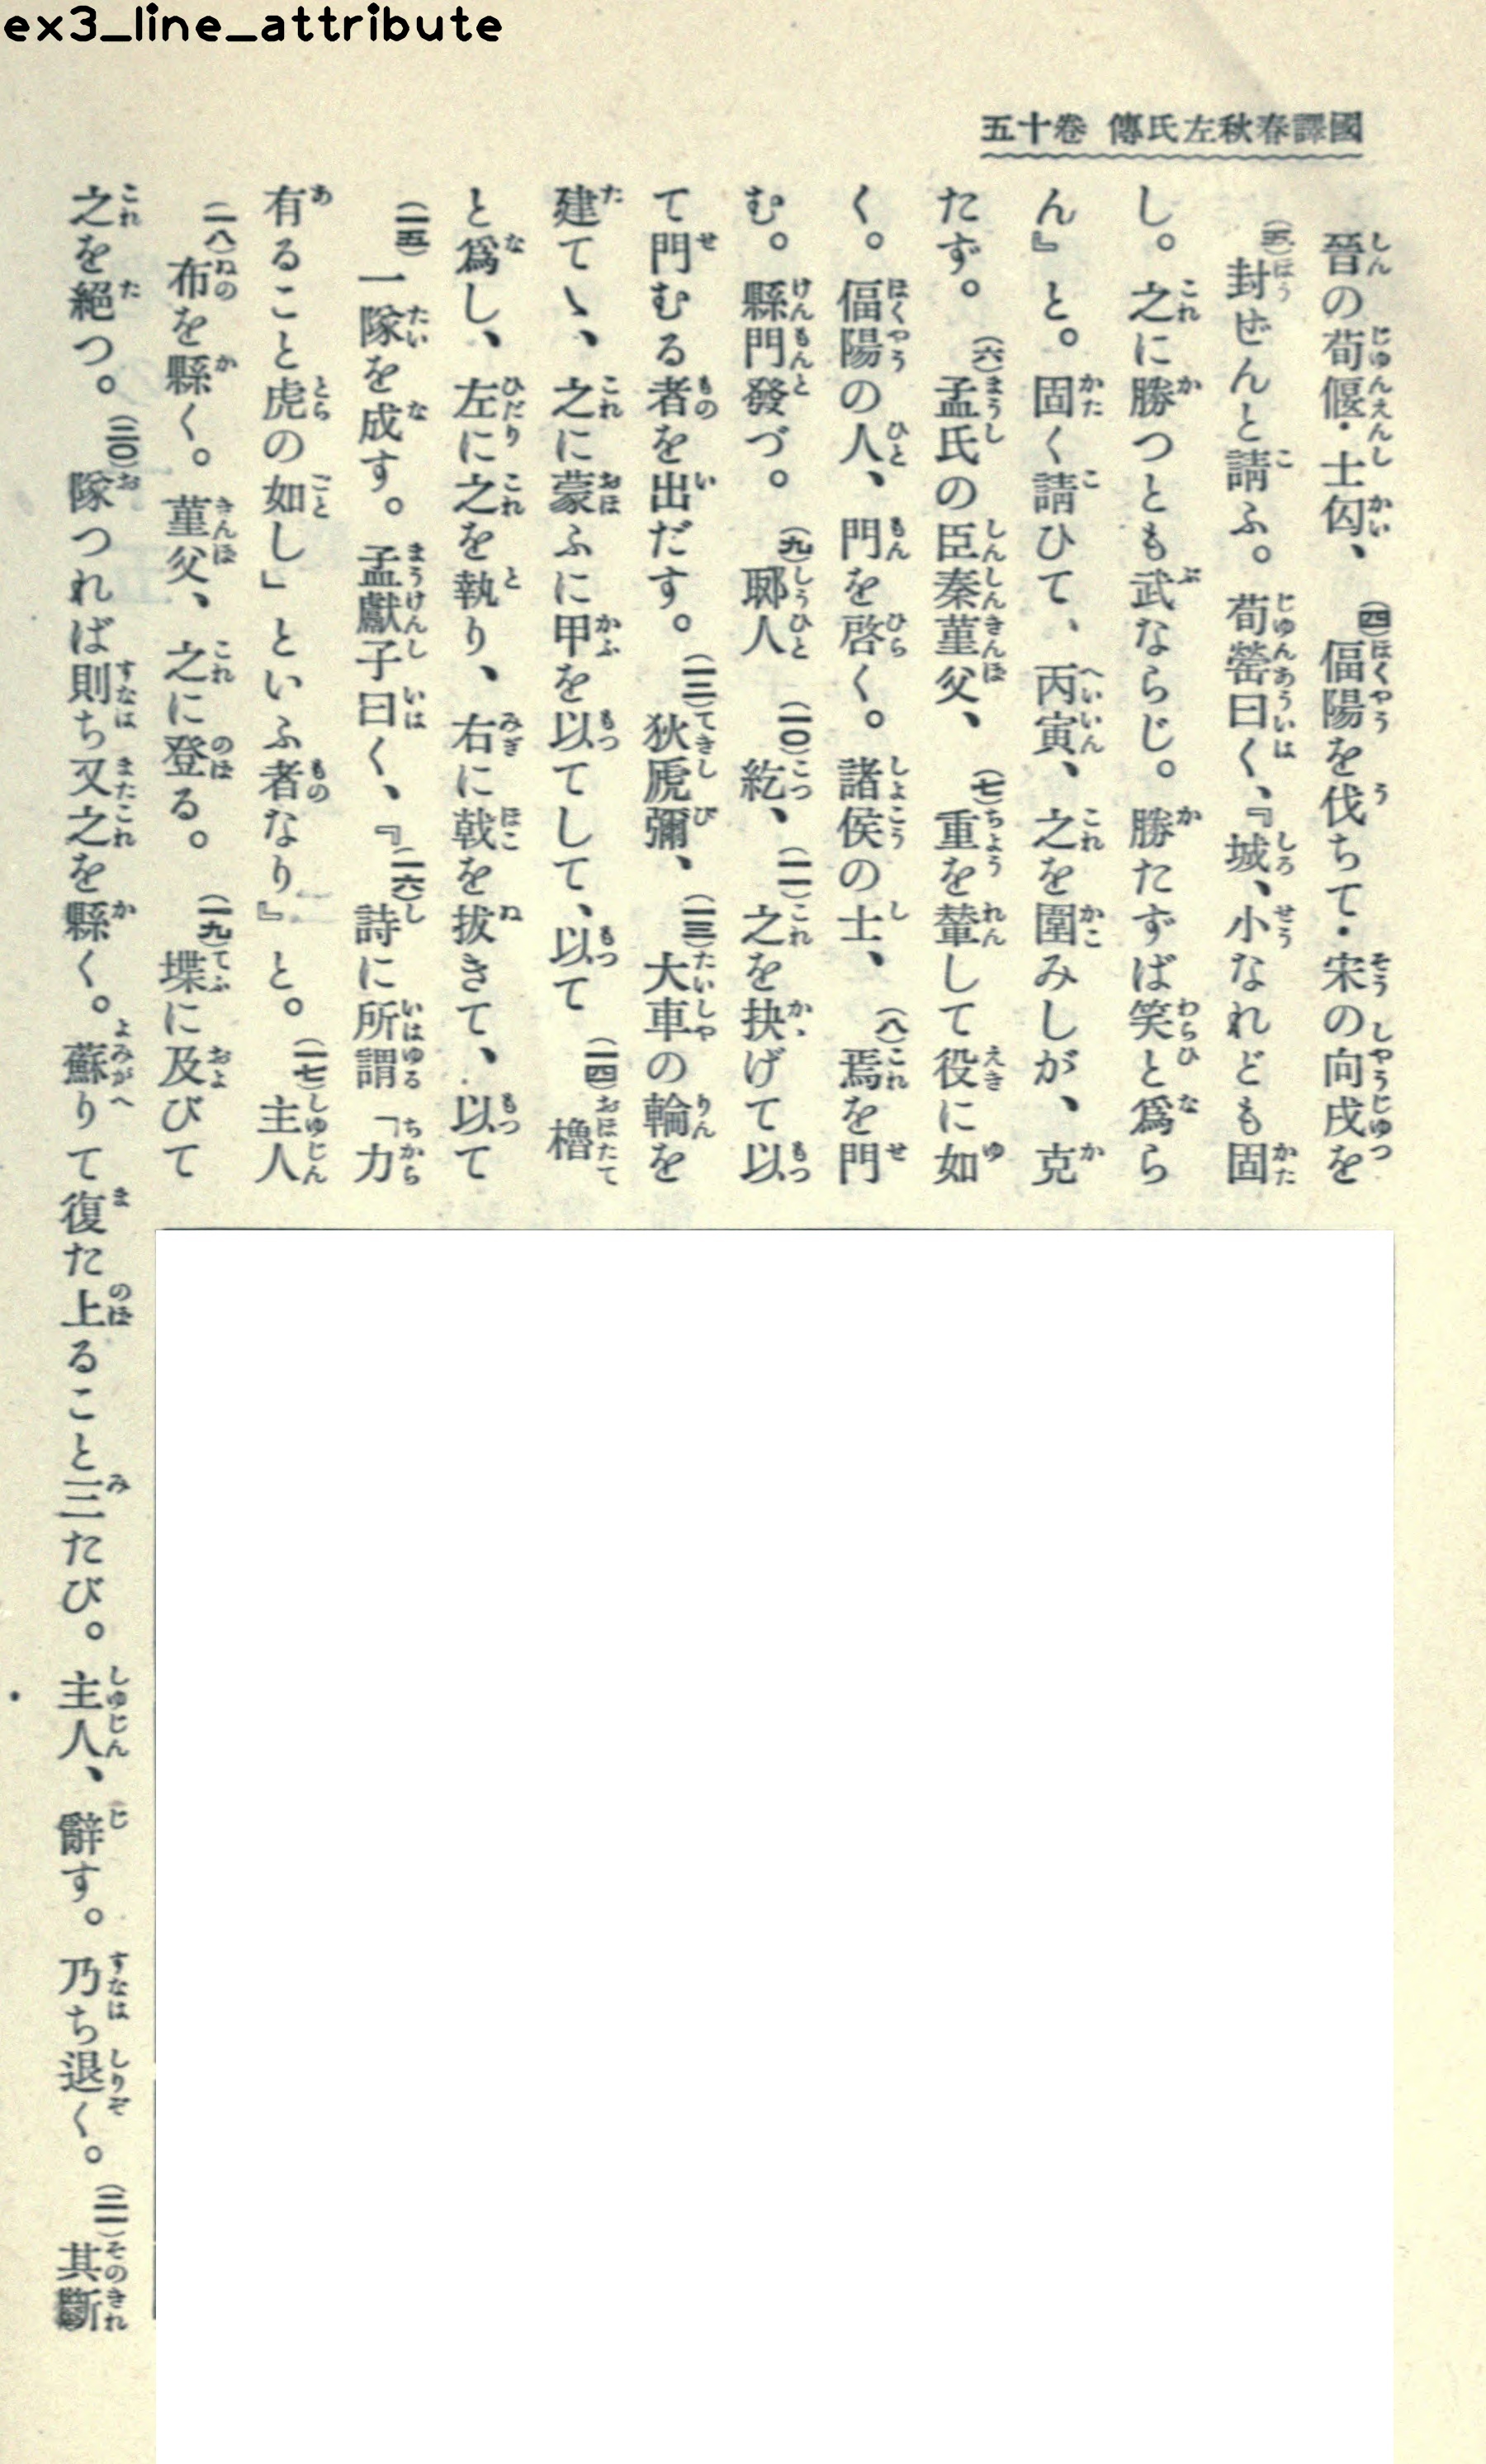 ex3_line_attribute
國譯春秋左氏傳 卷十五
晉の荀偃・士匃、(四)偪陽を伐ちて・宋の向戌を
(五)封ぜんと請ふ。荀罃曰く、『城、小なれども固
し。之に勝つとも武ならじ。勝たずば笑と爲ら
ん』と。固く請ひて、丙寅、之を圍みしが、克
たず。(六)孟氏の臣秦菫父、(七)重を輦して役に如
く。偪陽の人、門を啓く。諸侯の士、(八)焉を門
む。縣門發づ。(九)郰人(一〇)紇、(一一)之を抉げて以
て門むる者を出だす。(一二)狄虒彌、(一三)大車の輪を
建てゝ、之に蒙ふに甲を以てして、以て(一四)櫓
と爲し、左に之を執り、右に戟を拔きて、以て
(一五)一隊を成す。孟獻子曰く、『(一六)詩に所謂「力
有ること虎の如し」といふ者なり』と。(一七)主人
(一八)布を縣く。菫父、之に登る。(一九)堞に及びて
之を絕つ。(二〇)隊つれば則ち又之を縣く。蘇りて復た上ること三たび。主人、辭す。乃ち退く。(二一)其斷